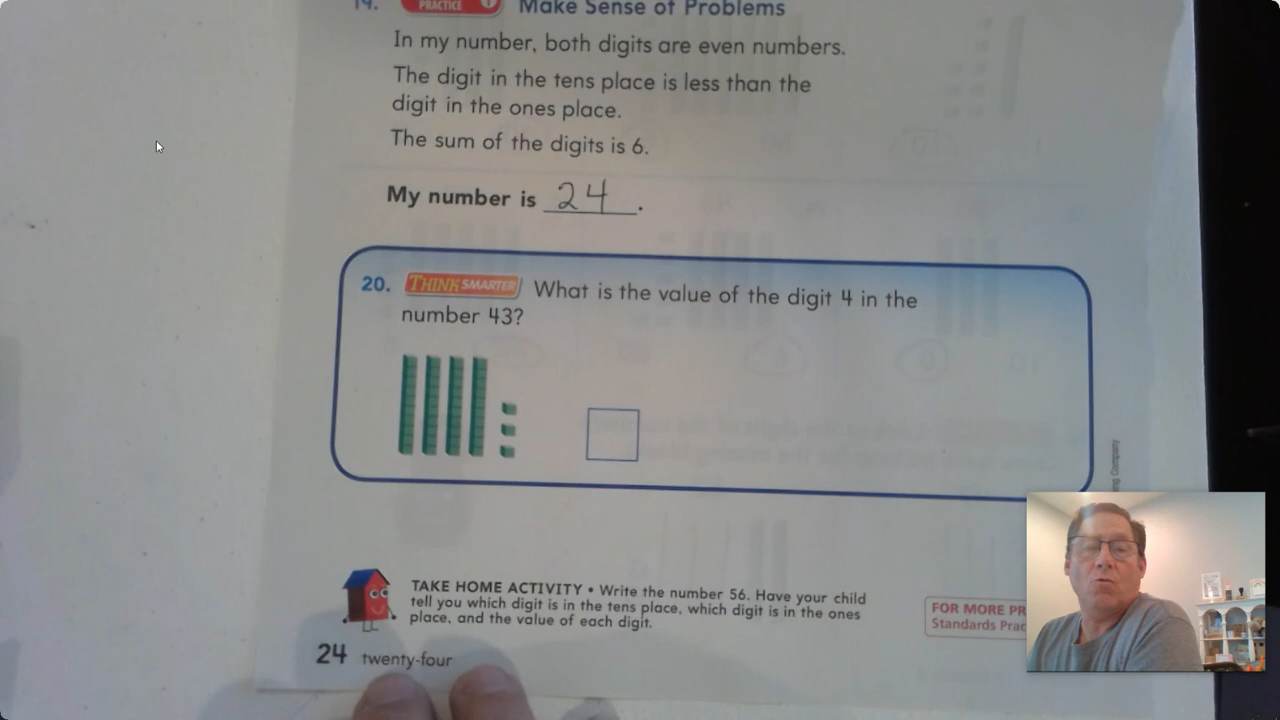 PRACTICE 1 Make Sense of Problems
In my number, both digits are even numbers.
The digit in the tens place is less than the
digit in the ones place.
The sum of the digits is 6.
My number is 24.
20. THINK SMARTER What is the value of the digit 4 in the
number 43?
ing Company
TAKE HOME ACTIVITY • Write the number 56. Have your child
tell you which digit is in the tens place, which digit is in the ones
place, and the value of each digit.
FOR MORE PR
Standards Prac
24 twenty-four